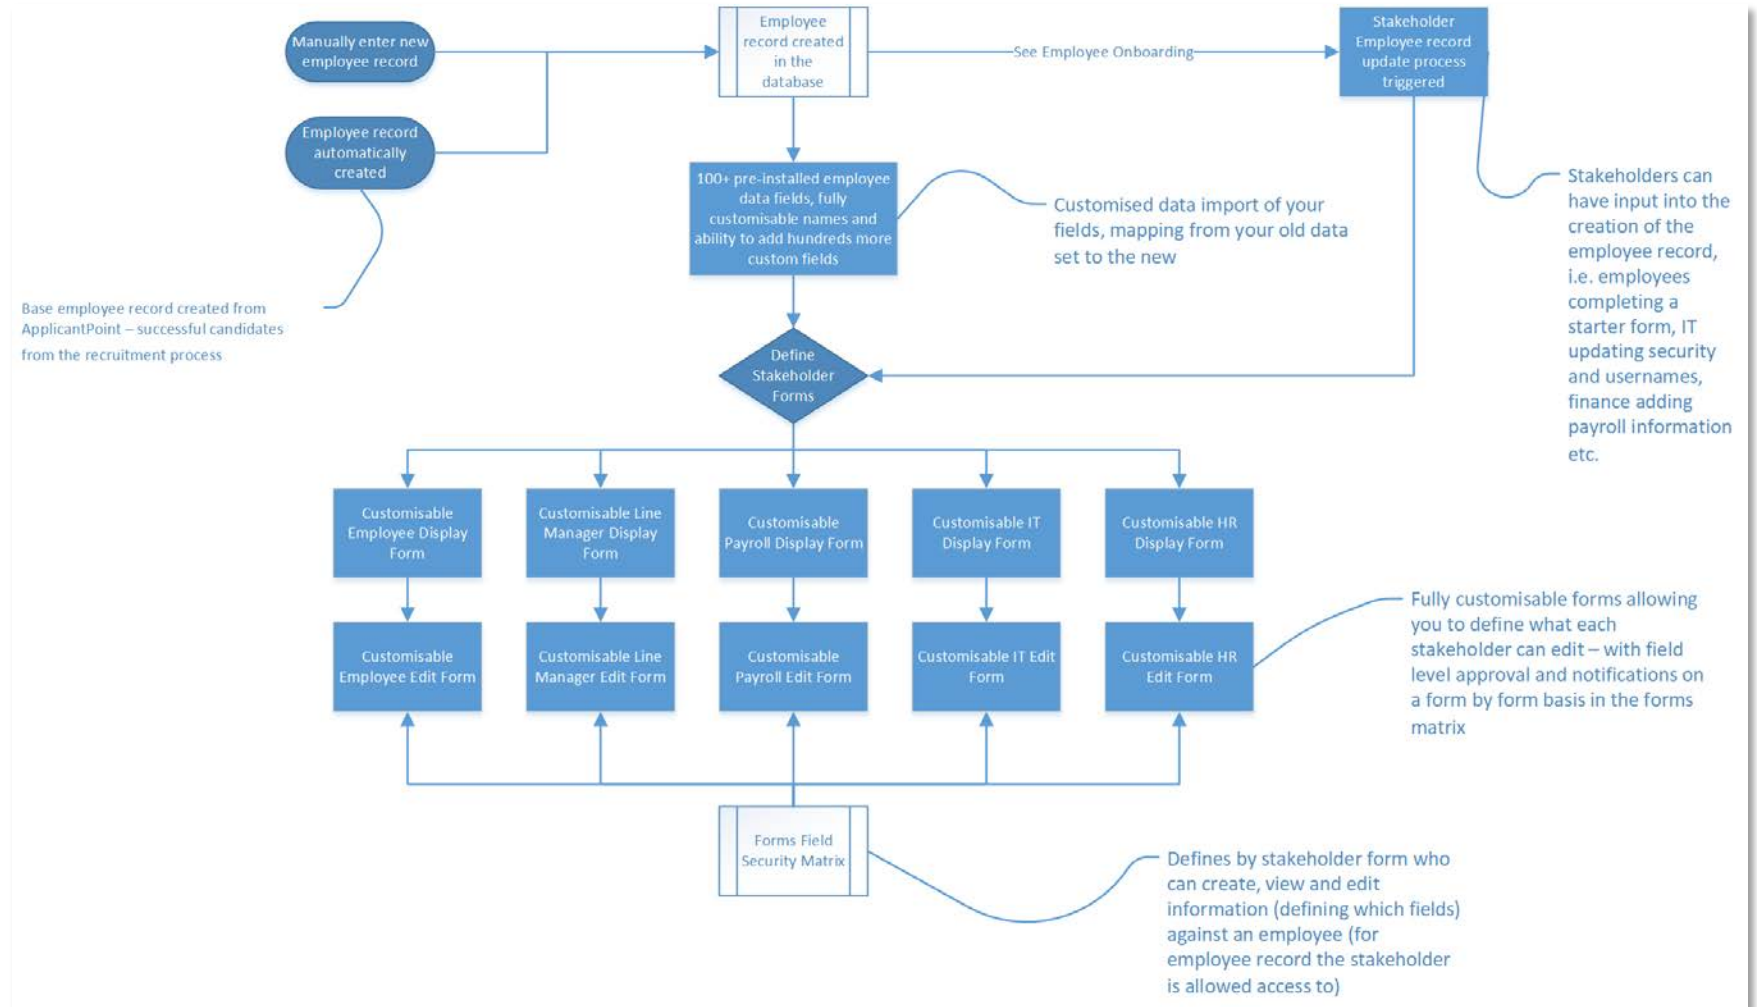 Manually enter new
employee record
Employee
record created
in the
database
See Employee Onboarding
Stakeholder
Employee record
update process
triggered
Employee record
automatically
created
100+ pre-installed employee
data fields, fully
customisable names and
ability to add hundreds more
custom fields
Customised data import of your
fields, mapping from your old data
set to the new
Stakeholders can
have input into the
creation of the
employee record,
i.e. employees
completing a
starter form, IT
updating security
and usernames,
finance adding
payroll information
etc.
Base employee record created from
ApplicantPoint – successful candidates
from the recruitment process
Define
Stakeholder
Forms
Customisable
Employee Display
Form
Customisable Line
Manager Display
Form
Customisable
Payroll Display Form
Customisable IT
Display Form
Customisable HR
Display Form
Customisable
Employee Edit Form
Customisable Line
Manager Edit Form
Customisable
Payroll Edit Form
Customisable IT Edit
Form
Customisable HR
Edit Form
Fully customisable forms allowing
you to define what each
stakeholder can edit – with field
level approval and notifications on
a form by form basis in the forms
matrix
Forms Field
Security Matrix
Defines by stakeholder form who
can create, view and edit
information (defining which fields)
against an employee (for
employee record the stakeholder
is allowed access to)